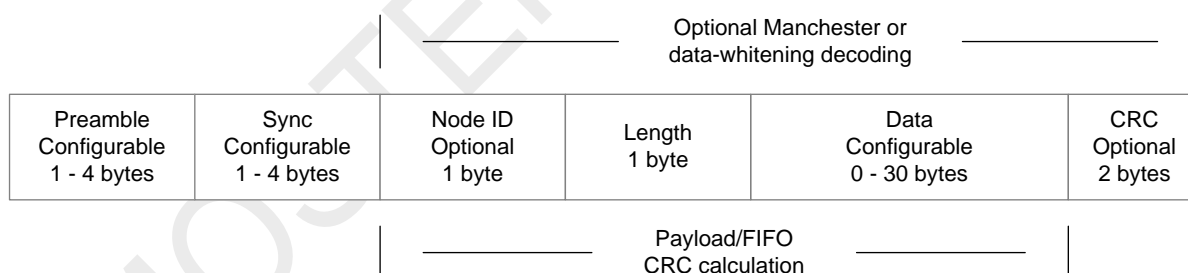 Optional Manchester or
data-whitening decoding
Preamble
Configurable
1 - 4 bytes
Sync
Configurable
1 - 4 bytes
Node ID
Optional
1 byte
Length
1 byte
Data
Configurable
0 - 30 bytes
CRC
Optional
2 bytes
Payload/FIFO
CRC calculation